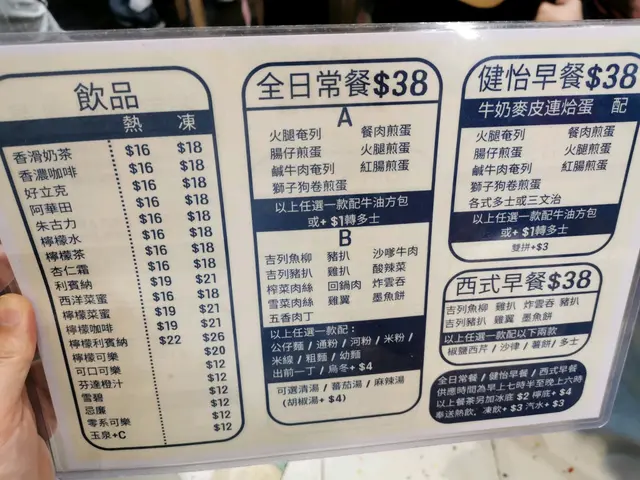 飲品
熱 凍
香滑奶茶 $16 $18
香濃咖啡 $16 $18
好立克 $16 $18
阿華田 $16 $18
朱古力 $16 $18
檸檬水 $16 $18
檸檬茶 $16 $18
杏仁霜 $16 $18
利賓納 $19 $21
西洋菜蜜 $16 $18
檸檬菜蜜 $19 $21
檸檬咖啡 $19 $21
檸檬利賓納 $22 $26
檸檬可樂 $20
可口可樂 $12
芬達橙汁 $12
雪碧 $12
忌廉 $12
零系可樂 $12
玉泉+C $12
全日常餐$38
A
火腿奄列 餐肉煎蛋
腸仔煎蛋 火腿煎蛋
鹹牛肉奄列 紅腸煎蛋
獅子狗卷煎蛋
以上任選一款配牛油方包
或+ $1轉多士
B
吉列魚柳 豬扒 沙嗲牛肉
吉列豬扒 雞扒 酸辣菜
榨菜肉絲 回鍋肉 炸雲吞
雪菜肉絲 雞翼 墨魚餅
五香肉丁
以上任選一款配：
公仔麵 / 通粉 / 河粉 / 米粉 /
米線 / 粗麵 / 幼麵
出前一丁 / 烏冬+ $4
可選清湯 / 蕃茄湯 / 麻辣湯
(胡椒湯+ $4)
健怡早餐$38
牛奶麥皮連烚蛋 配
火腿奄列 餐肉煎蛋
腸仔煎蛋 火腿煎蛋
鹹牛肉奄列 紅腸煎蛋
獅子狗卷煎蛋
各式多士或三文治
以上任選一款配牛油方包
或+ $1轉多士
雙拼+$3
西式早餐$38
吉列魚柳 雞扒 炸雲吞 豬扒
吉列豬扒 雞翼 墨魚餅
以上任選一款配以下兩款
椒鹽西芹 / 沙律 / 薯餅 / 多士
全日常餐 / 健怡早餐 / 西式早餐
供應時間為早上七時半至晚上六時
以上餐茶另加冰底 $2 檸底+ $4
奉送熱飲, 凍飲+ $3 汽水+ $3